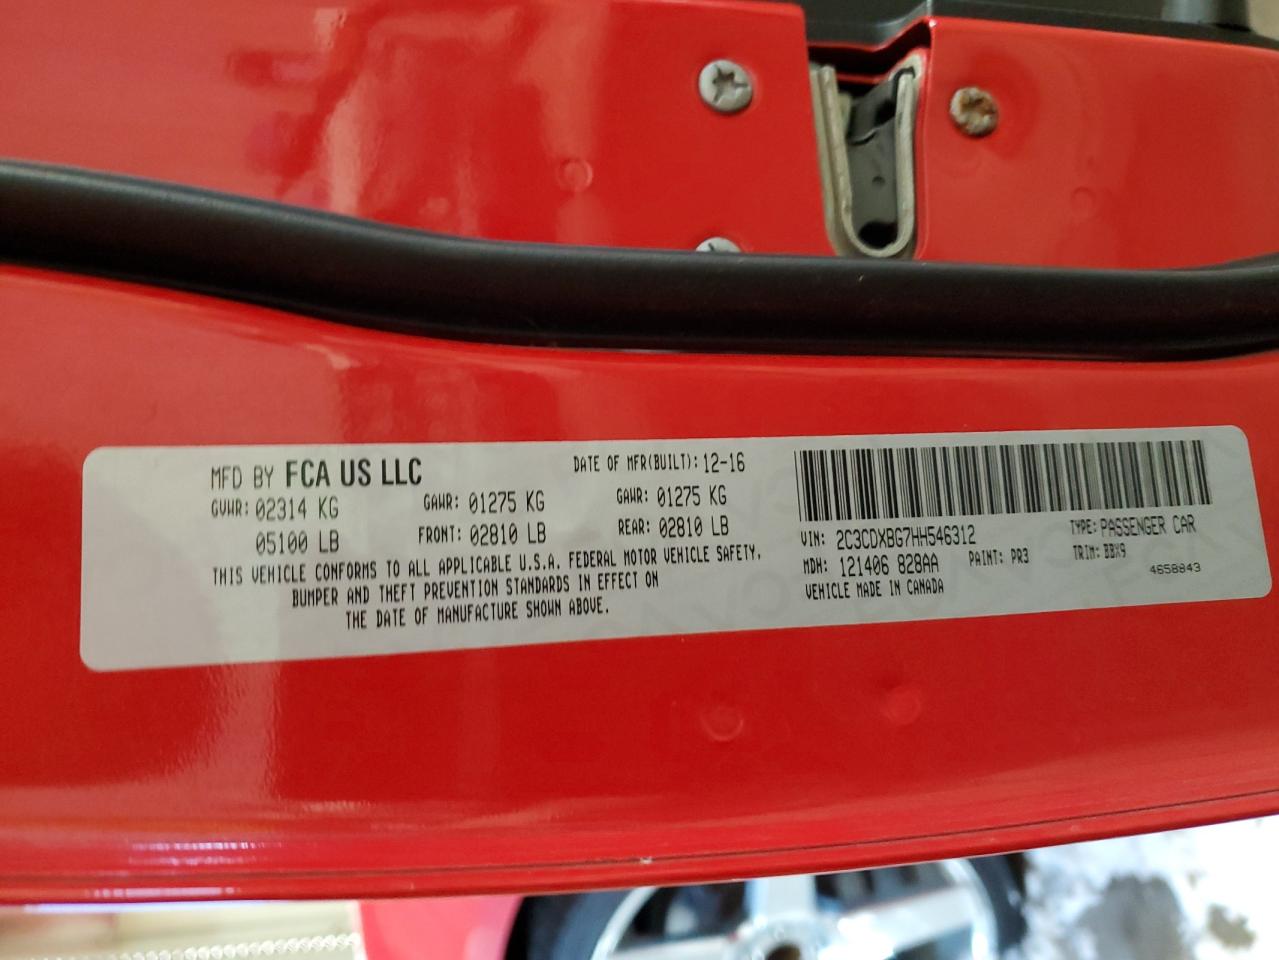 MFD BY FCA US LLC
DATE OF MFR(BUILT): 12-16
GVWR: 02314 KG
05100 LB
GAWR: 01275 KG
FRONT: 02810 LB
GAWR: 01275 KG
REAR: 02810 LB
THIS VEHICLE CONFORMS TO ALL APPLICABLE U.S.A. FEDERAL MOTOR VEHICLE SAFETY,
BUMPER AND THEFT PREVENTION STANDARDS IN EFFECT ON
THE DATE OF MANUFACTURE SHOWN ABOVE.
VIN: 2C3CDXBG7HH546312
TYPE: PASSENGER CAR
MDH: 121406 828AA
PAINT: PR3
TRIM: BBX9
VEHICLE MADE IN CANADA
4658843